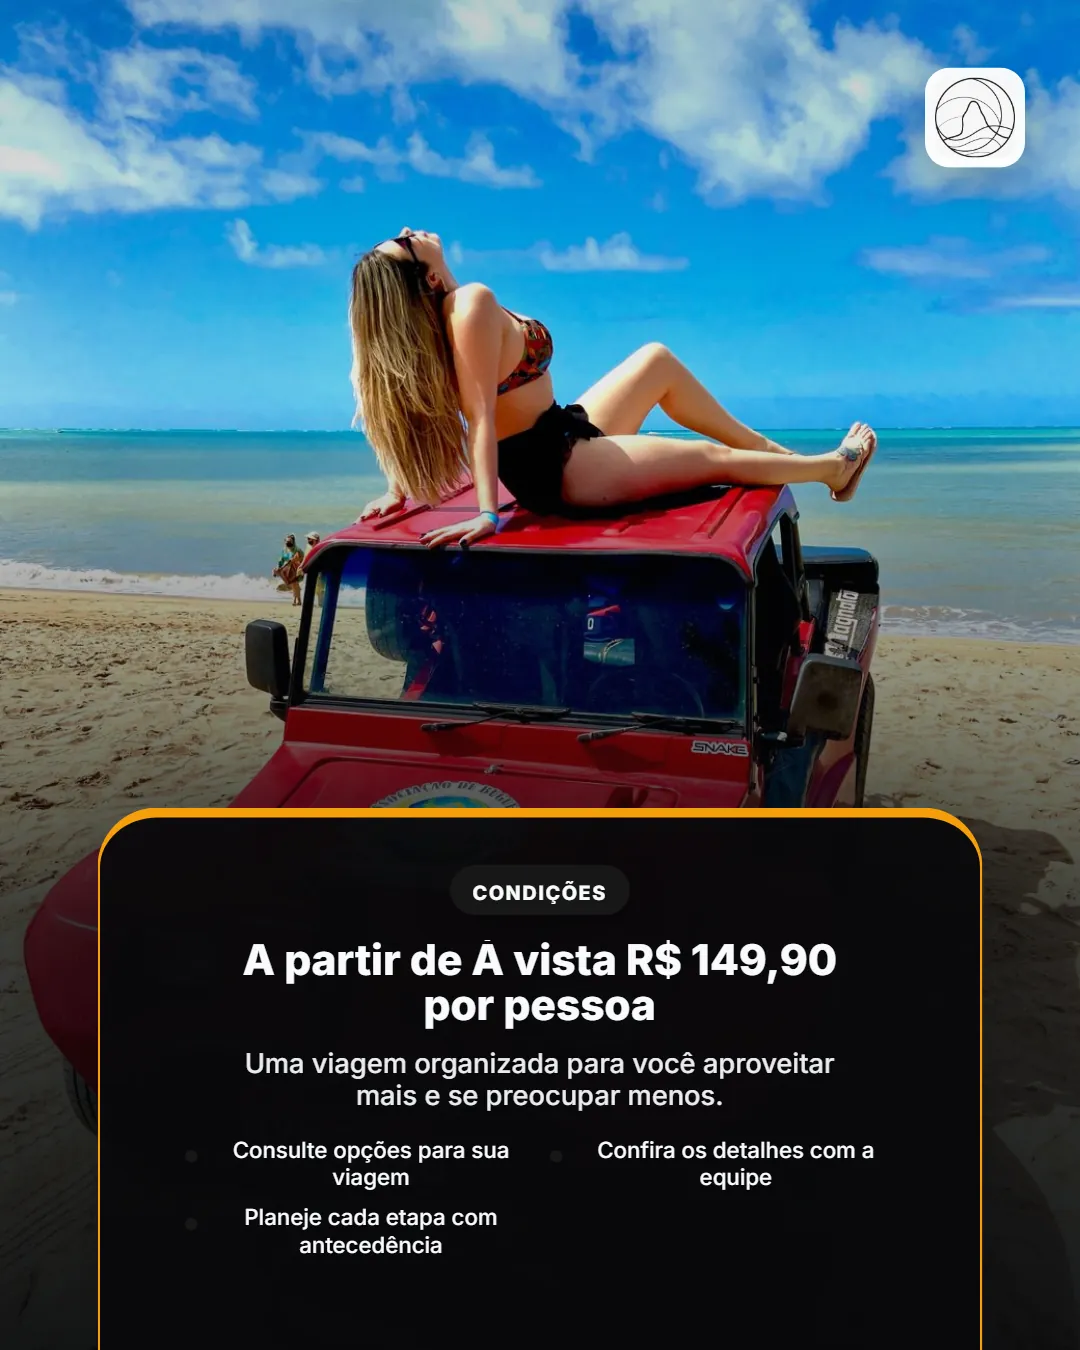 Lagnaia
SNAKE
CONDIÇÕES
A partir de À vista R$ 149,90
por pessoa
Uma viagem organizada para você aproveitar
mais e se preocupar menos.
Consulte opções para sua
viagem
Confira os detalhes com a
equipe
Planeje cada etapa com
antecedência